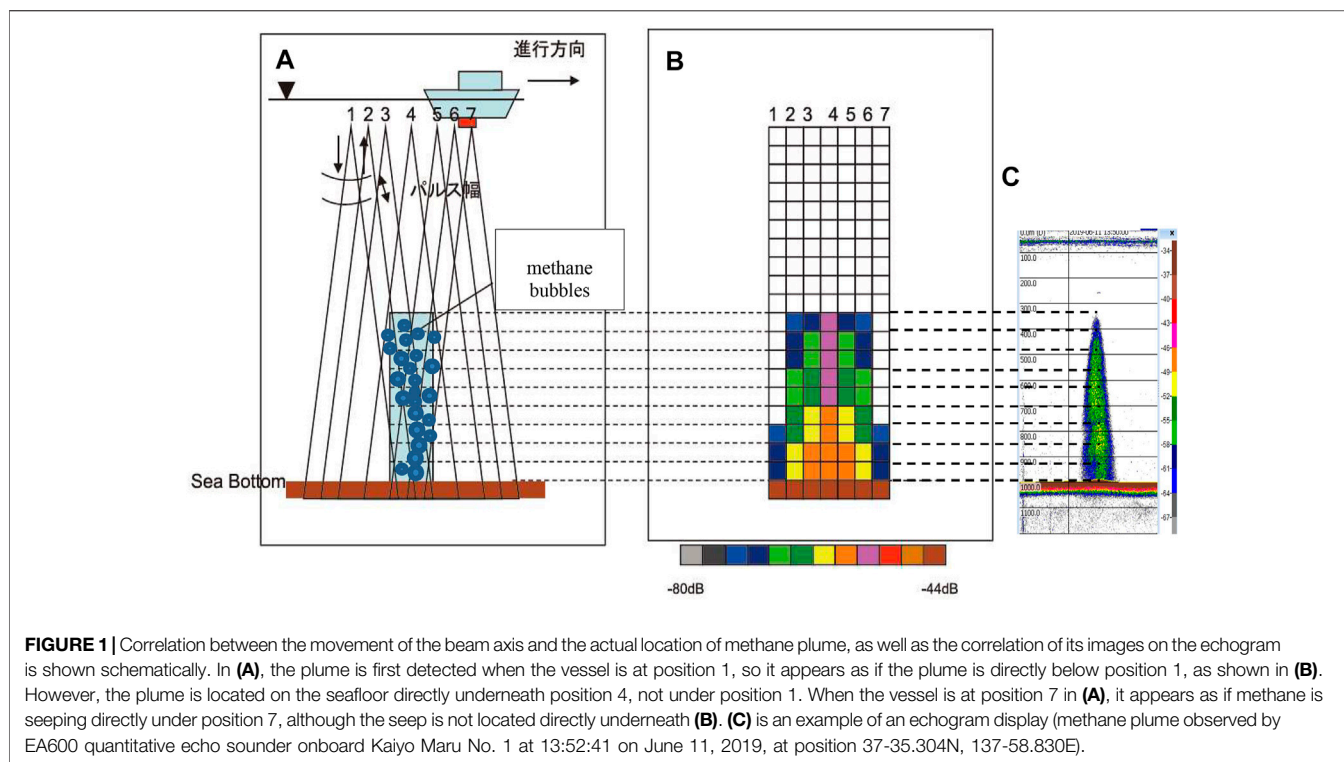 A
進行方向
1 2 3 4 5 6 7
パルス幅
methane
bubbles
Sea Bottom
B
1 2 3 4 5 6 7
-80dB
-44dB
C
0.0m (D) 2019-06-11 13:50:00
x
100.0
200.0
300.0
400.0
500.0
600.0
700.0
800.0
900.0
1000.0
1100.0
-34
-37
-40
-43
-46
-49
-52
-55
-58
-61
-64
-67
FIGURE 1 | Correlation between the movement of the beam axis and the actual location of methane plume, as well as the correlation of its images on the echogram
is shown schematically. In (A), the plume is first detected when the vessel is at position 1, so it appears as if the plume is directly below position 1, as shown in (B).
However, the plume is located on the seafloor directly underneath position 4, not under position 1. When the vessel is at position 7 in (A), it appears as if methane is
seeping directly under position 7, although the seep is not located directly underneath (B). (C) is an example of an echogram display (methane plume observed by
EA600 quantitative echo sounder onboard Kaiyo Maru No. 1 at 13:52:41 on June 11, 2019, at position 37-35.304N, 137-58.830E).